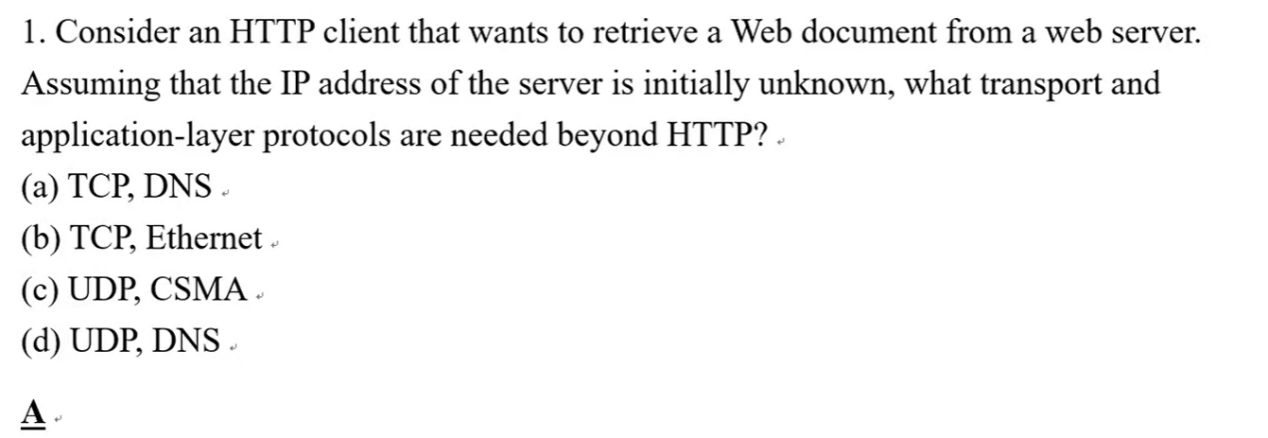 1. Consider an HTTP client that wants to retrieve a Web document from a web server.
Assuming that the IP address of the server is initially unknown, what transport and
application-layer protocols are needed beyond HTTP?
(a) TCP, DNS
(b) TCP, Ethernet
(c) UDP, CSMA
(d) UDP, DNS
A